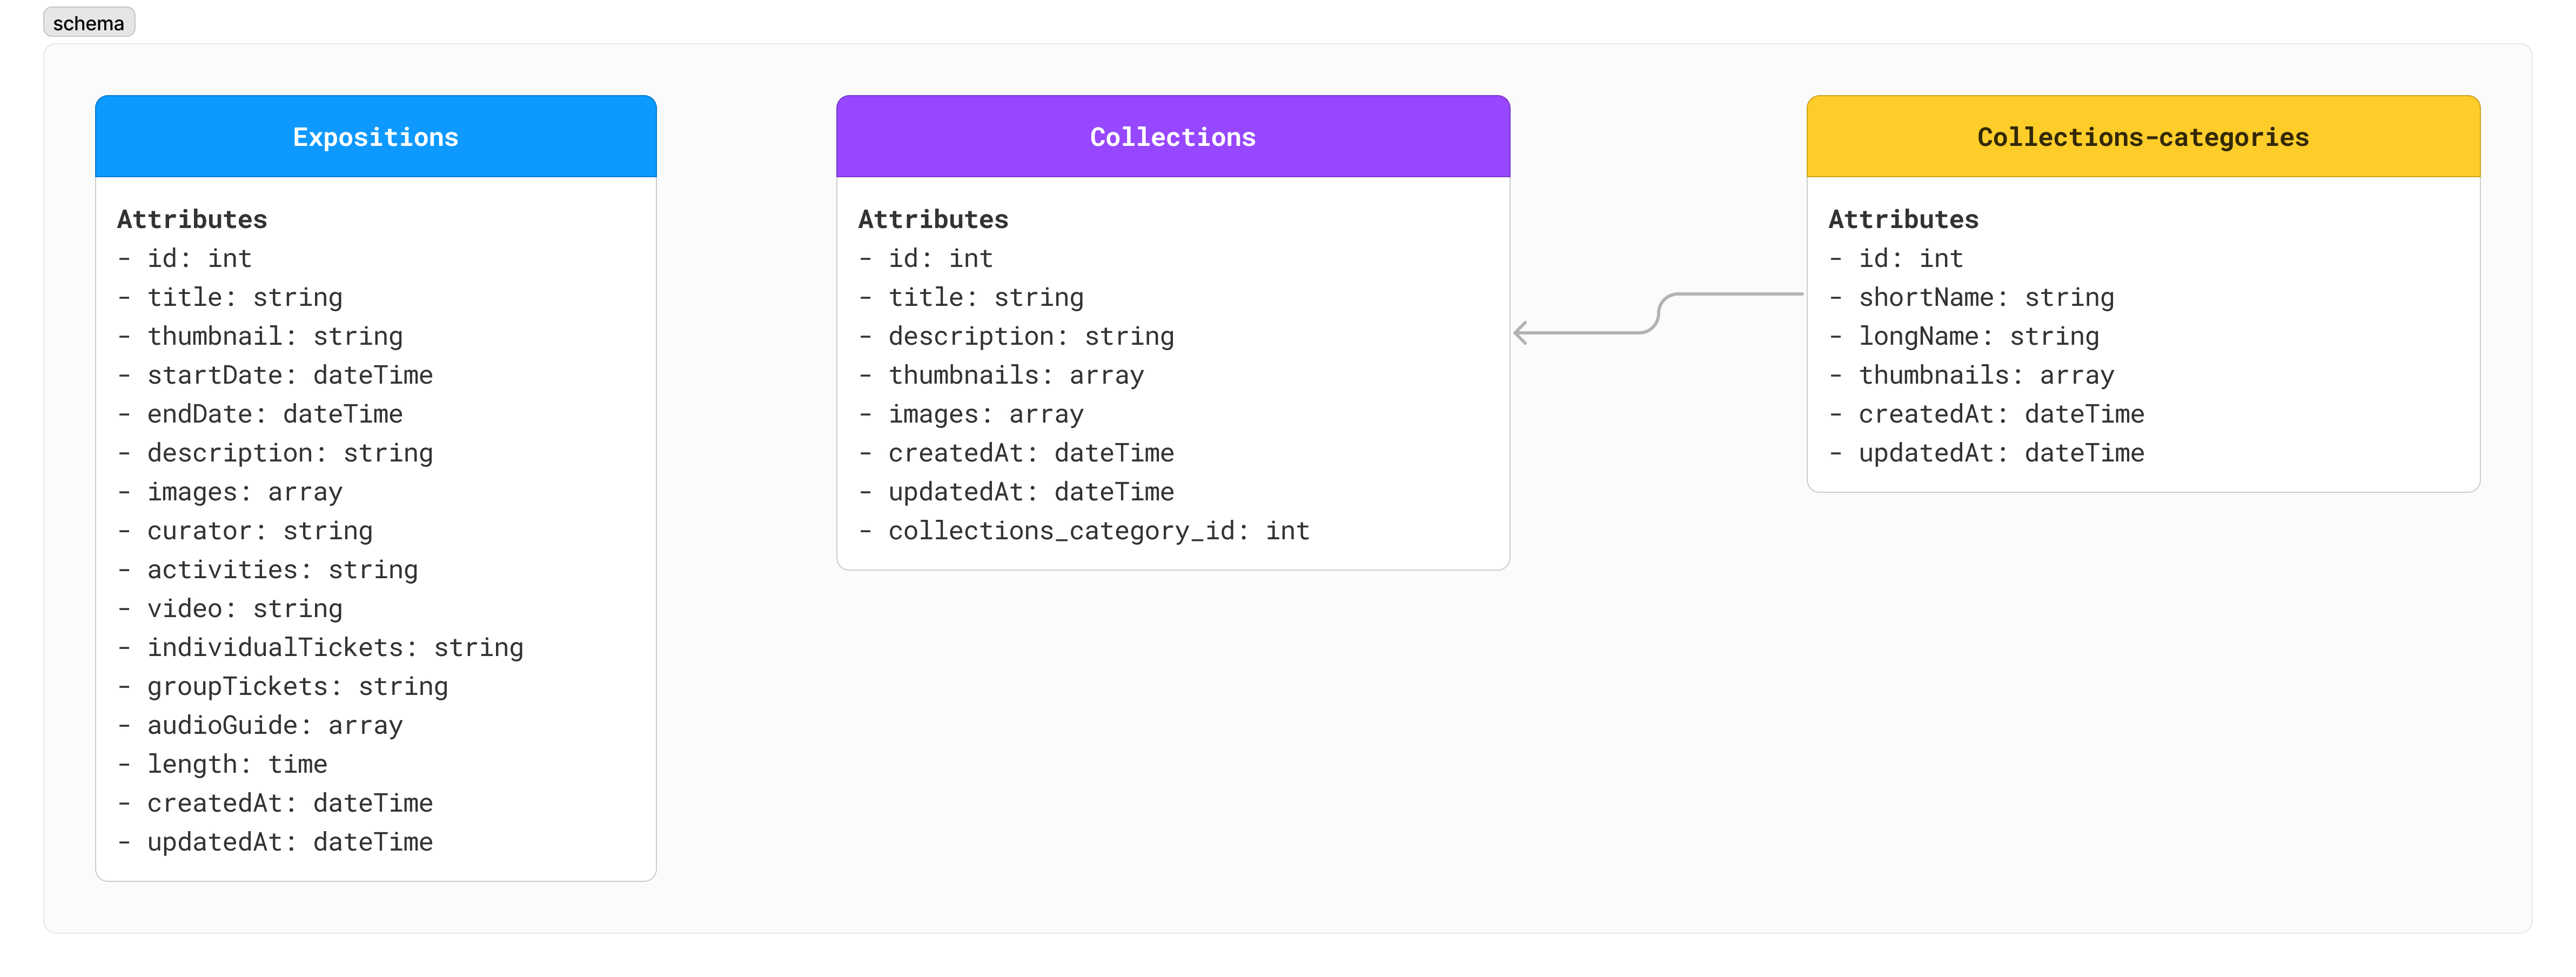 schema
Expositions
Attributes
- id: int
- title: string
- thumbnail: string
- startDate: dateTime
- endDate: dateTime
- description: string
- images: array
- curator: string
- activities: string
- video: string
- individualTickets: string
- groupTickets: string
- audioGuide: array
- length: time
- createdAt: dateTime
- updatedAt: dateTime
Collections
Attributes
- id: int
- title: string
- description: string
- thumbnails: array
- images: array
- createdAt: dateTime
- updatedAt: dateTime
- collections_category_id: int
Collections-categories
Attributes
- id: int
- shortName: string
- longName: string
- thumbnails: array
- createdAt: dateTime
- updatedAt: dateTime